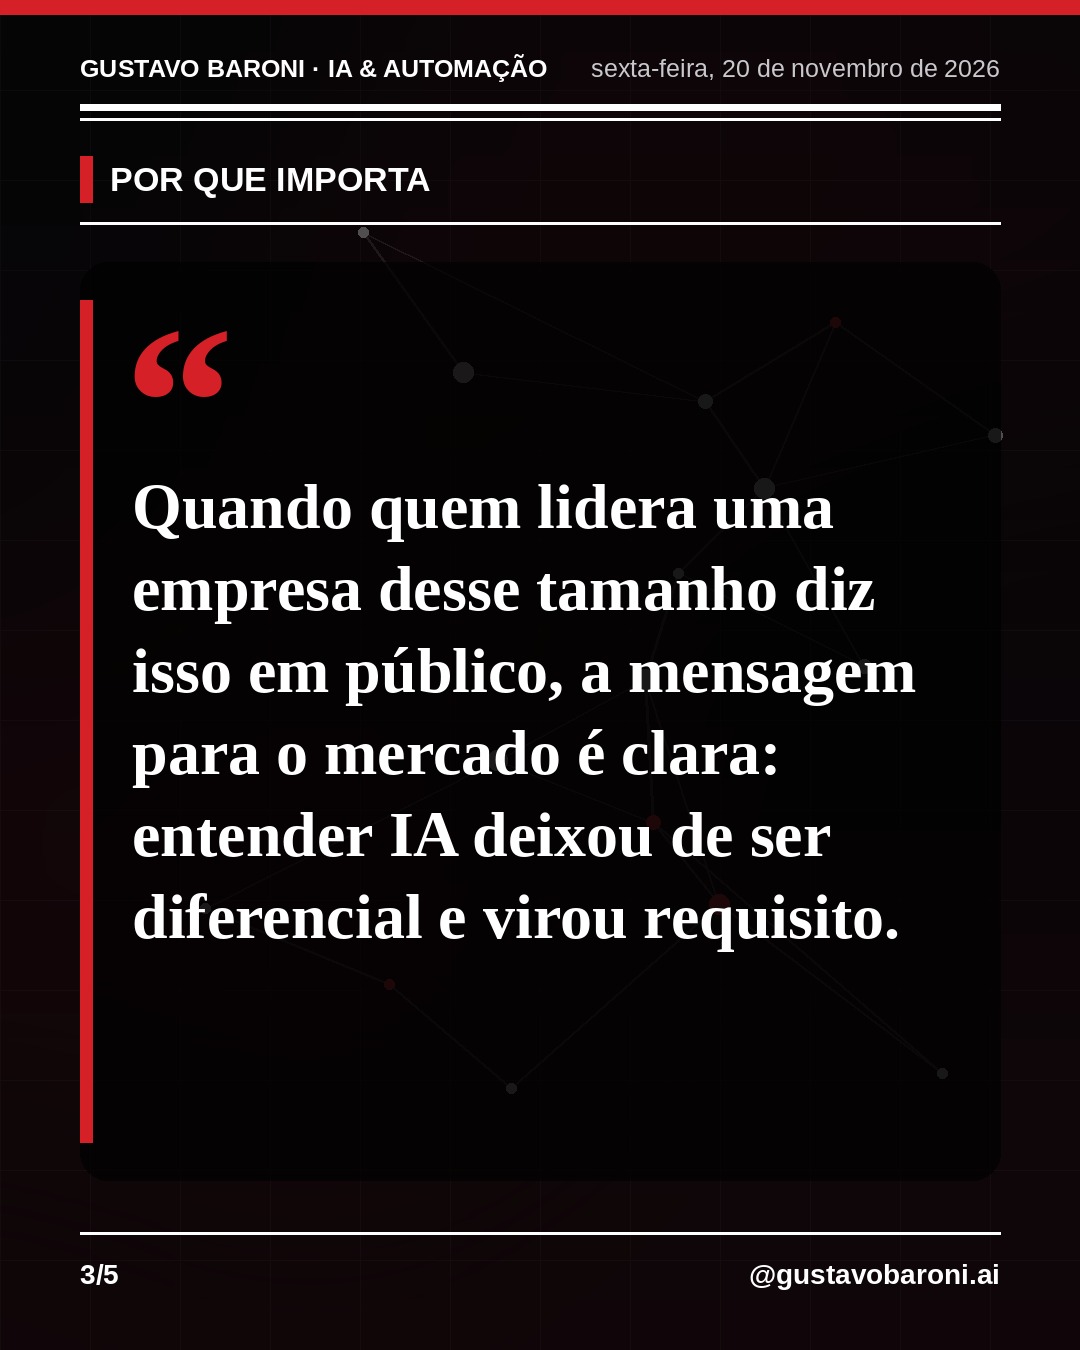 GUSTAVO BARONI · IA & AUTOMAÇÃO
sexta-feira, 20 de novembro de 2026
POR QUE IMPORTA
“
Quando quem lidera uma
empresa desse tamanho diz
isso em público, a mensagem
para o mercado é clara:
entender IA deixou de ser
diferencial e virou requisito.
3/5
@gustavobaroni.ai